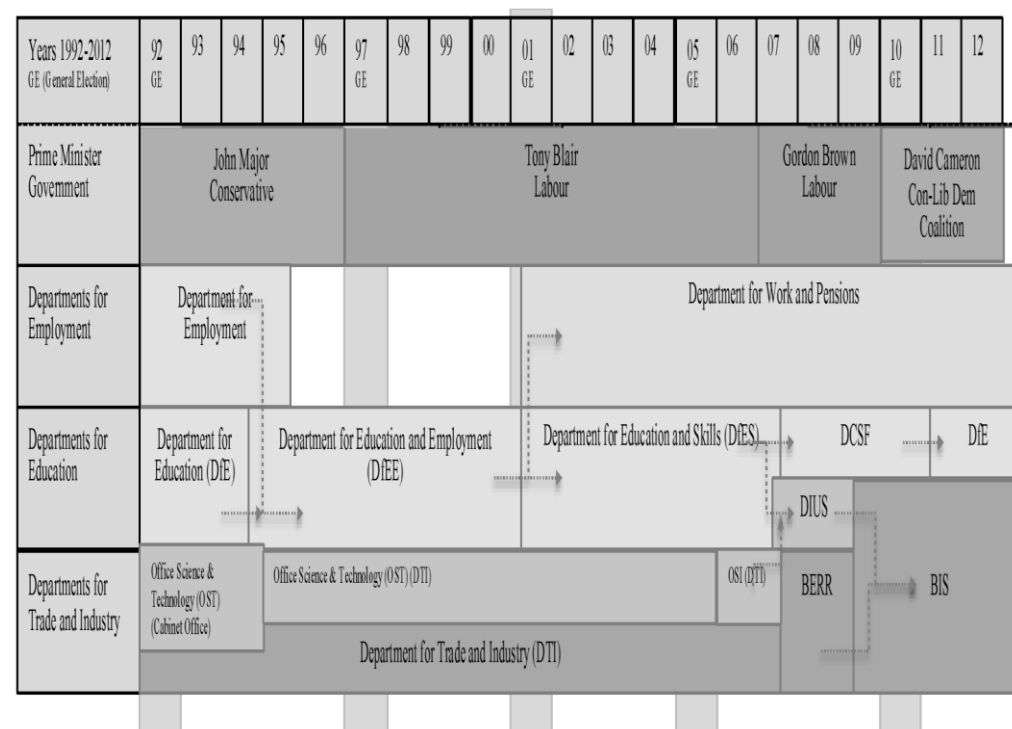 Years 1992-2012
GE (General Election)
92
GE
93
94
95
96
97
GE
98
99
00
01
GE
02
03
04
05
GE
06
07
08
09
10
GE
11
12
Prime Minister
Government
John Major
Conservative
Tony Blair
Labour
Gordon Brown
Labour
David Cameron
Con-Lib Dem
Coalition
Departments for
Employment
Department for
Employment
Department for Work and Pensions
Departments for
Education
Department for
Education (DfE)
Department for Education and Employment
(DfEE)
Department for Education and Skills (DfES)
DCSF
DfE
DIUS
Departments for
Trade and Industry
Office Science &
Technology (OST)
(Cabinet Office)
Office Science & Technology (OST) (DTI)
OSI (DTI)
BERR
BIS
Department for Trade and Industry (DTI)